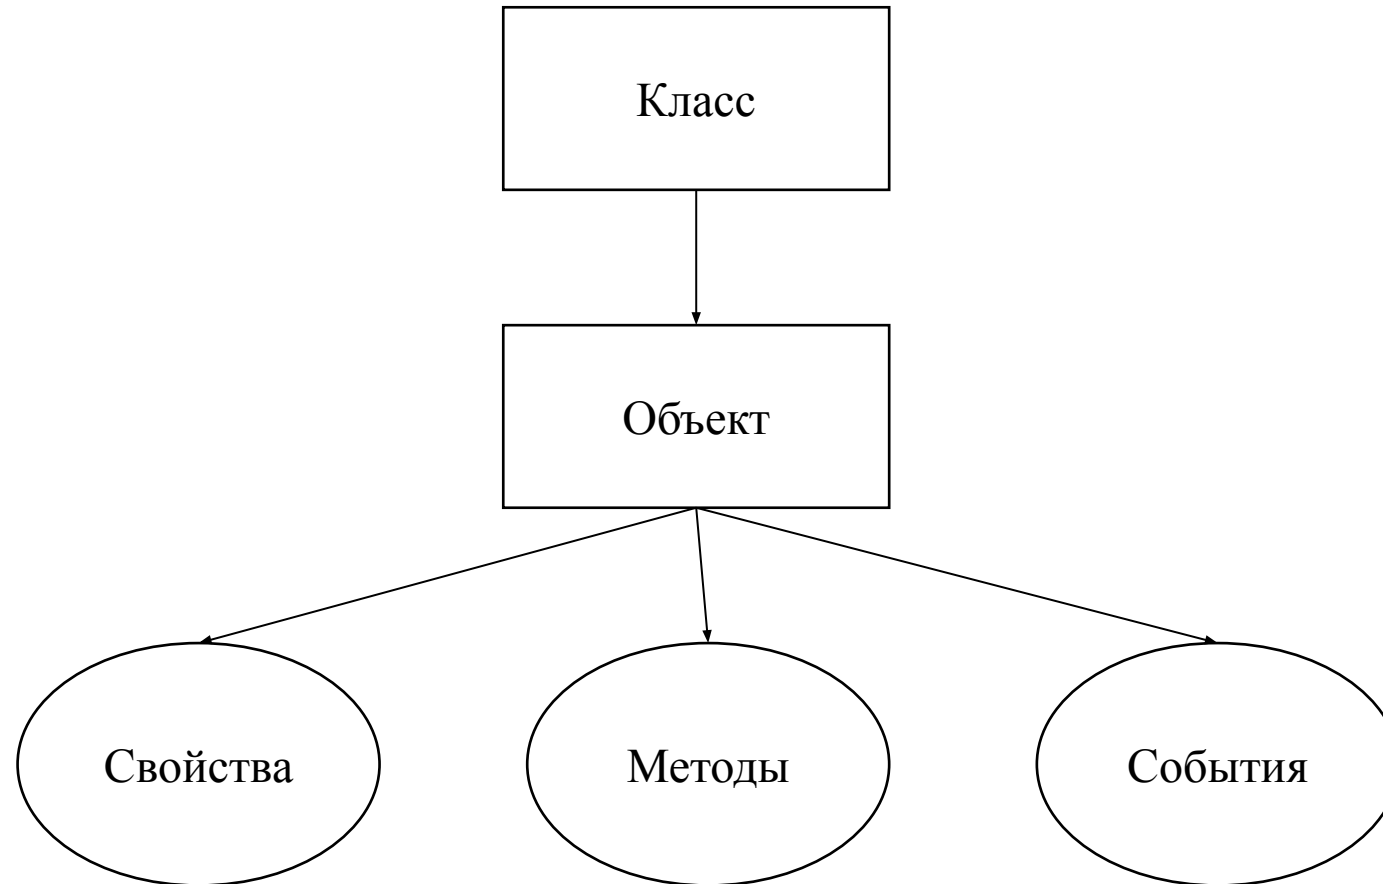 Класс
Объект
Свойства
Методы
События